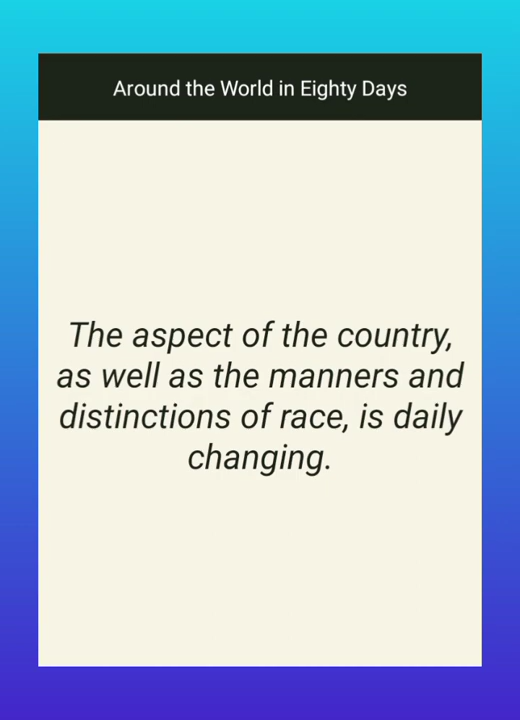 Around the World in Eighty Days
The aspect of the country,
as well as the manners and
distinctions of race, is daily
changing.